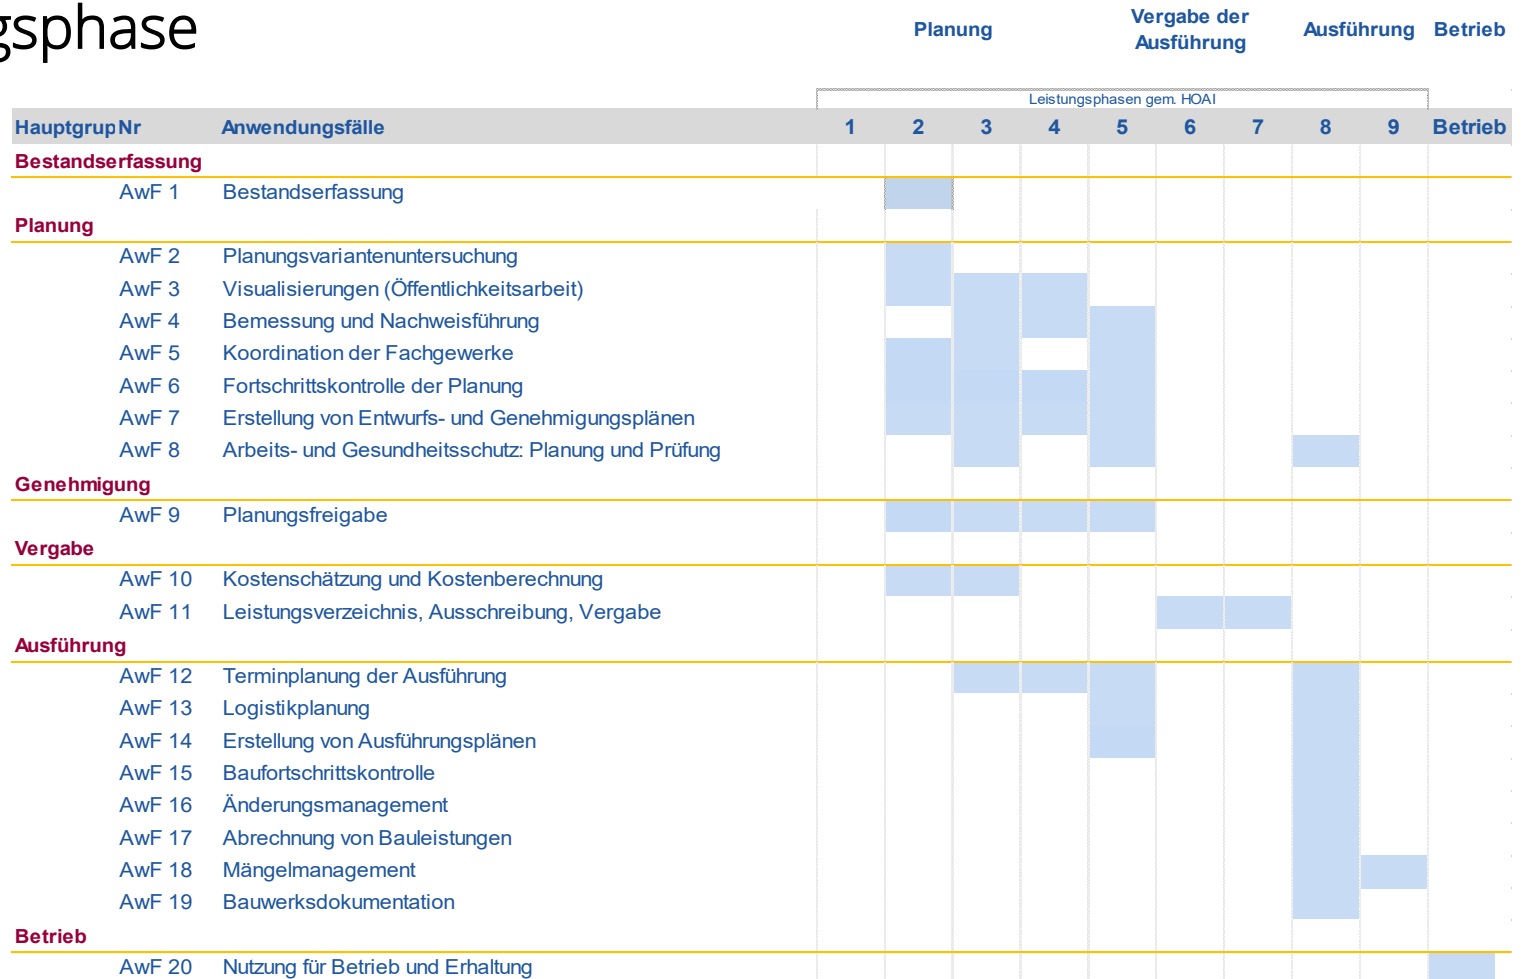 gsphase
Planung
Vergabe der
Ausführung
Ausführung Betrieb
Leistungsphasen gem. HOAI
Hauptgrup Nr Anwendungsfälle 1 2 3 4 5 6 7 8 9 Betrieb
Bestandserfassung
AwF 1 Bestandserfassung
Planung
AwF 2 Planungsvariantenuntersuchung
AwF 3 Visualisierungen (Öffentlichkeitsarbeit)
AwF 4 Bemessung und Nachweisführung
AwF 5 Koordination der Fachgewerke
AwF 6 Fortschrittskontrolle der Planung
AwF 7 Erstellung von Entwurfs- und Genehmigungsplänen
AwF 8 Arbeits- und Gesundheitsschutz: Planung und Prüfung
Genehmigung
AwF 9 Planungsfreigabe
Vergabe
AwF 10 Kostenschätzung und Kostenberechnung
AwF 11 Leistungsverzeichnis, Ausschreibung, Vergabe
Ausführung
AwF 12 Terminplanung der Ausführung
AwF 13 Logistikplanung
AwF 14 Erstellung von Ausführungsplänen
AwF 15 Baufortschrittskontrolle
AwF 16 Änderungsmanagement
AwF 17 Abrechnung von Bauleistungen
AwF 18 Mängelmanagement
AwF 19 Bauwerksdokumentation
Betrieb
AwF 20 Nutzung für Betrieb und Erhaltung